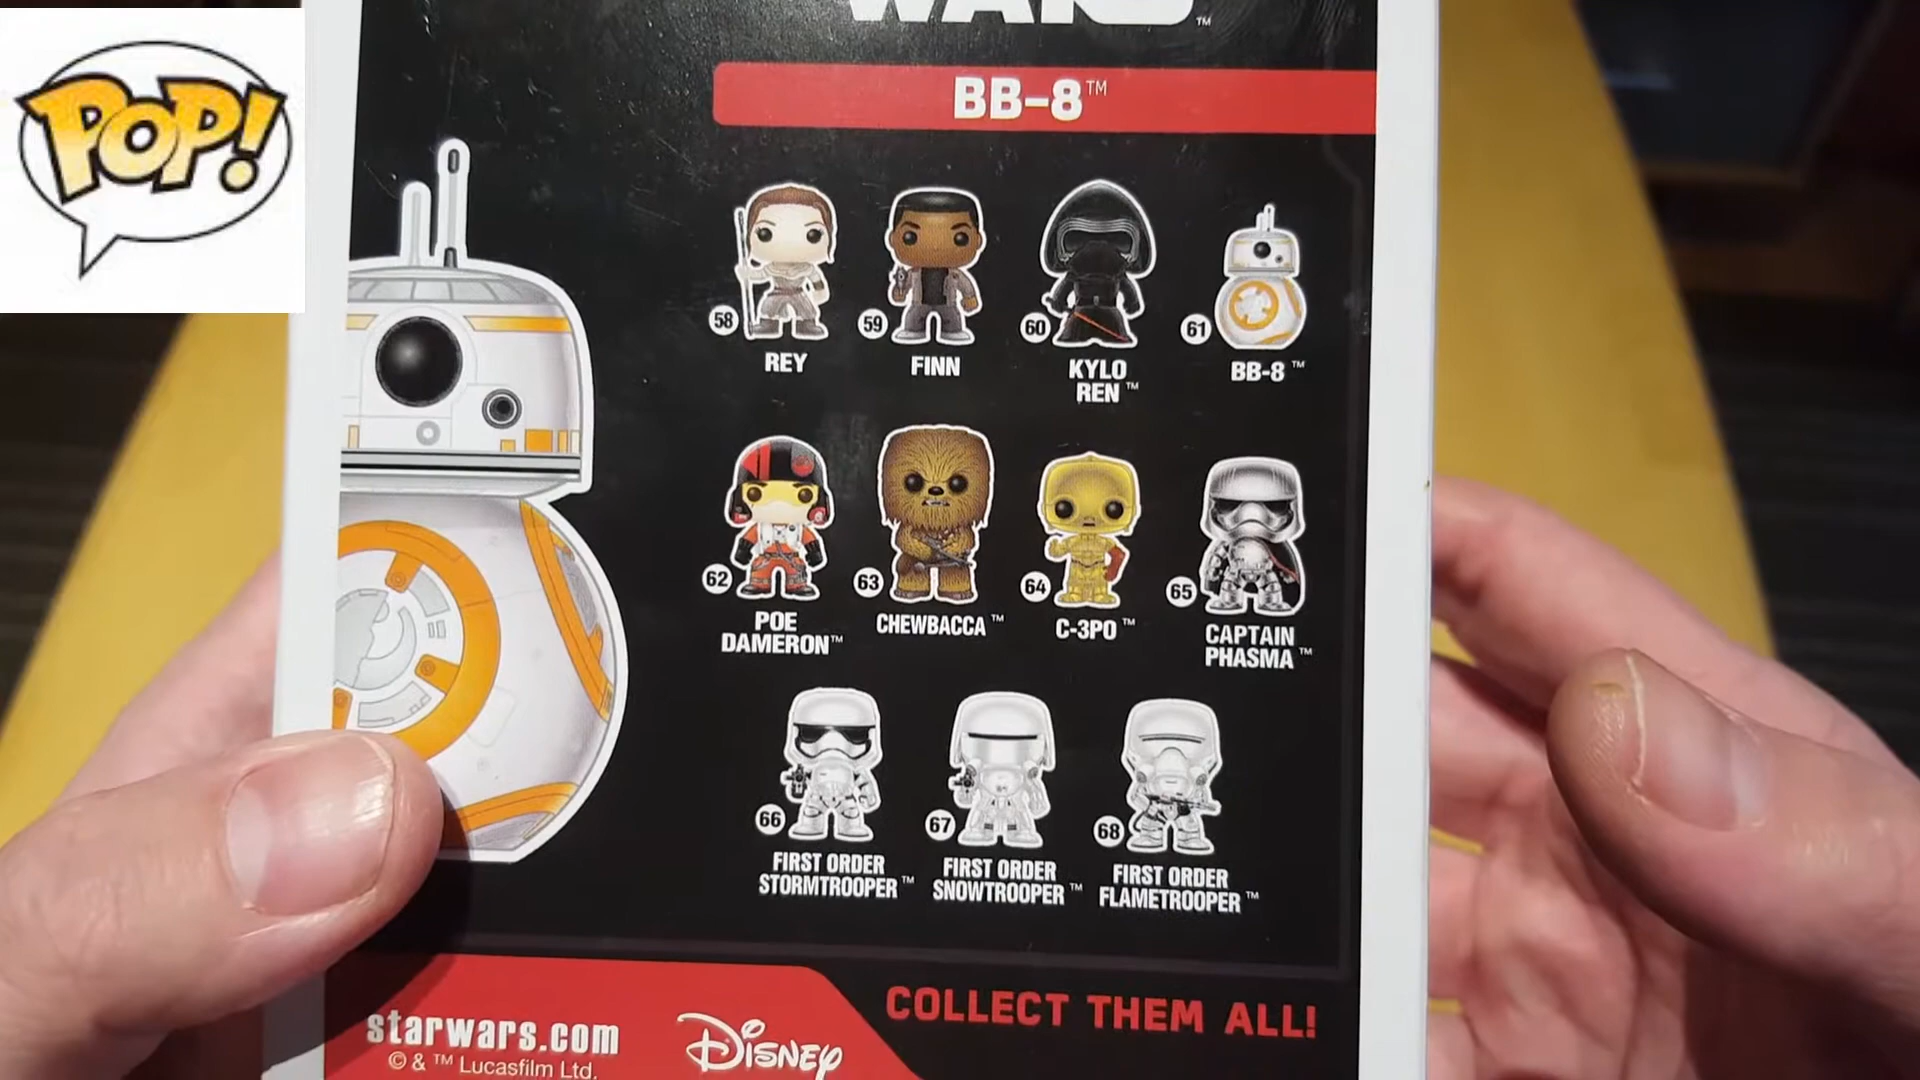 POP!
WARS™
BB-8™
58 59 60 61
REY FINN KYLO REN™ BB-8™
62 63 64 65
POE DAMERON™ CHEWBACCA™ C-3PO™ CAPTAIN PHASMA™
66 67 68
FIRST ORDER STORMTROOPER™ FIRST ORDER SNOWTROOPER™ FIRST ORDER FLAMETROOPER™
COLLECT THEM ALL!
starwars.com
© & ™ Lucasfilm Ltd.
Disney